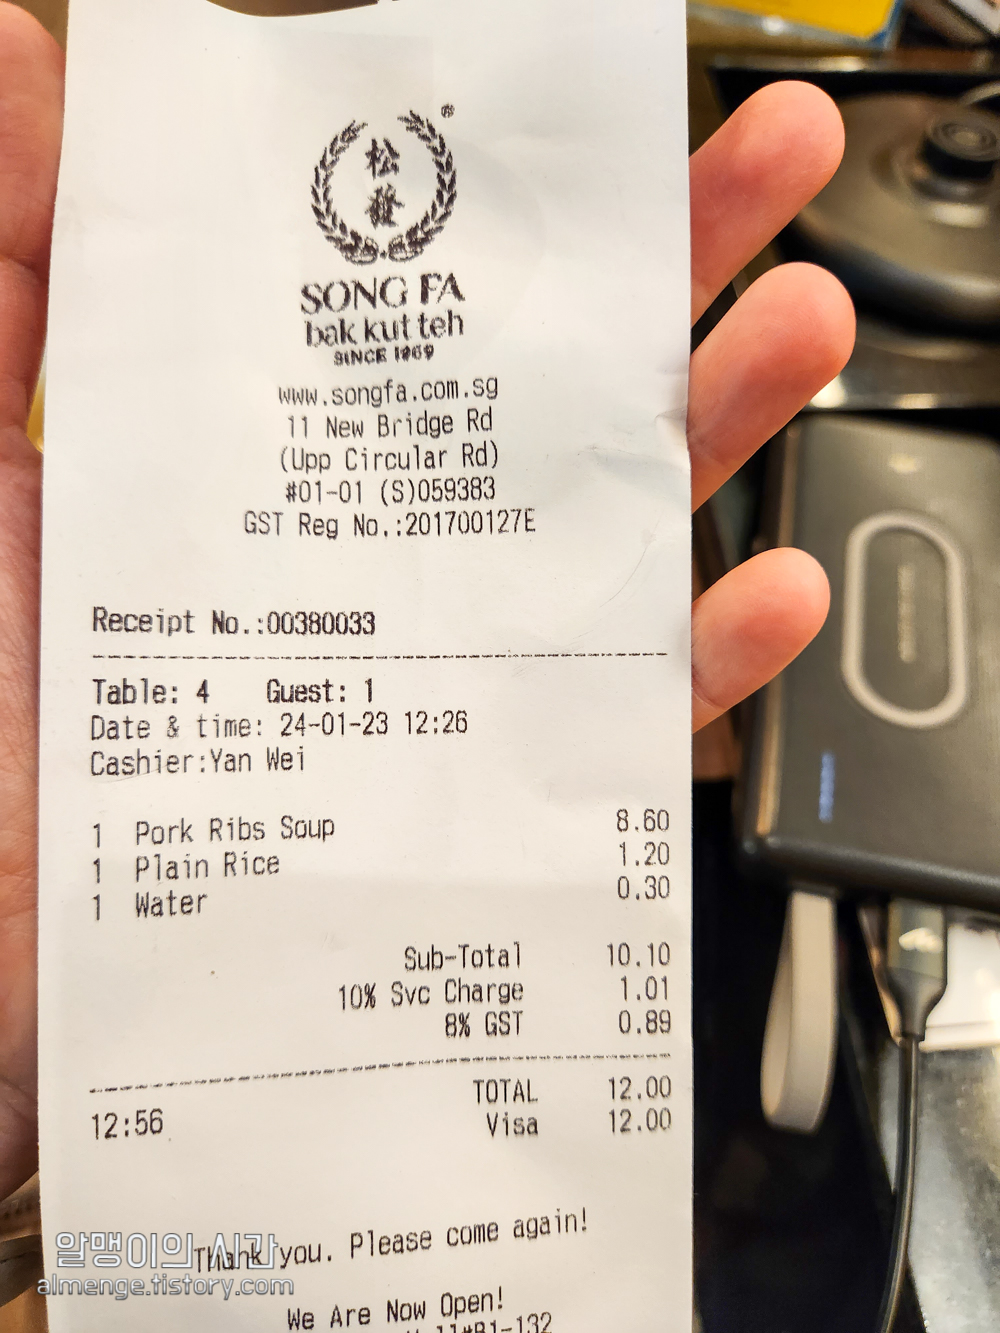 ®
松
發
SONG FA
bak kut teh
SINCE 1969
www.songfa.com.sg
11 New Bridge Rd
(Upp Circular Rd)
#01-01 (S)059383
GST Reg No.:201700127E
Receipt No.:00380033
Table: 4 Guest: 1
Date & time: 24-01-23 12:26
Cashier:Yan Wei
1 Pork Ribs Soup 8.60
1 Plain Rice 1.20
1 Water 0.30
Sub-Total 10.10
10% Svc Charge 1.01
8% GST 0.89
TOTAL 12.00
12:56 Visa 12.00
Thank you. Please come again!
알맹이의 시간
almenge.tistory.com
We Are Now Open!
#B1-132